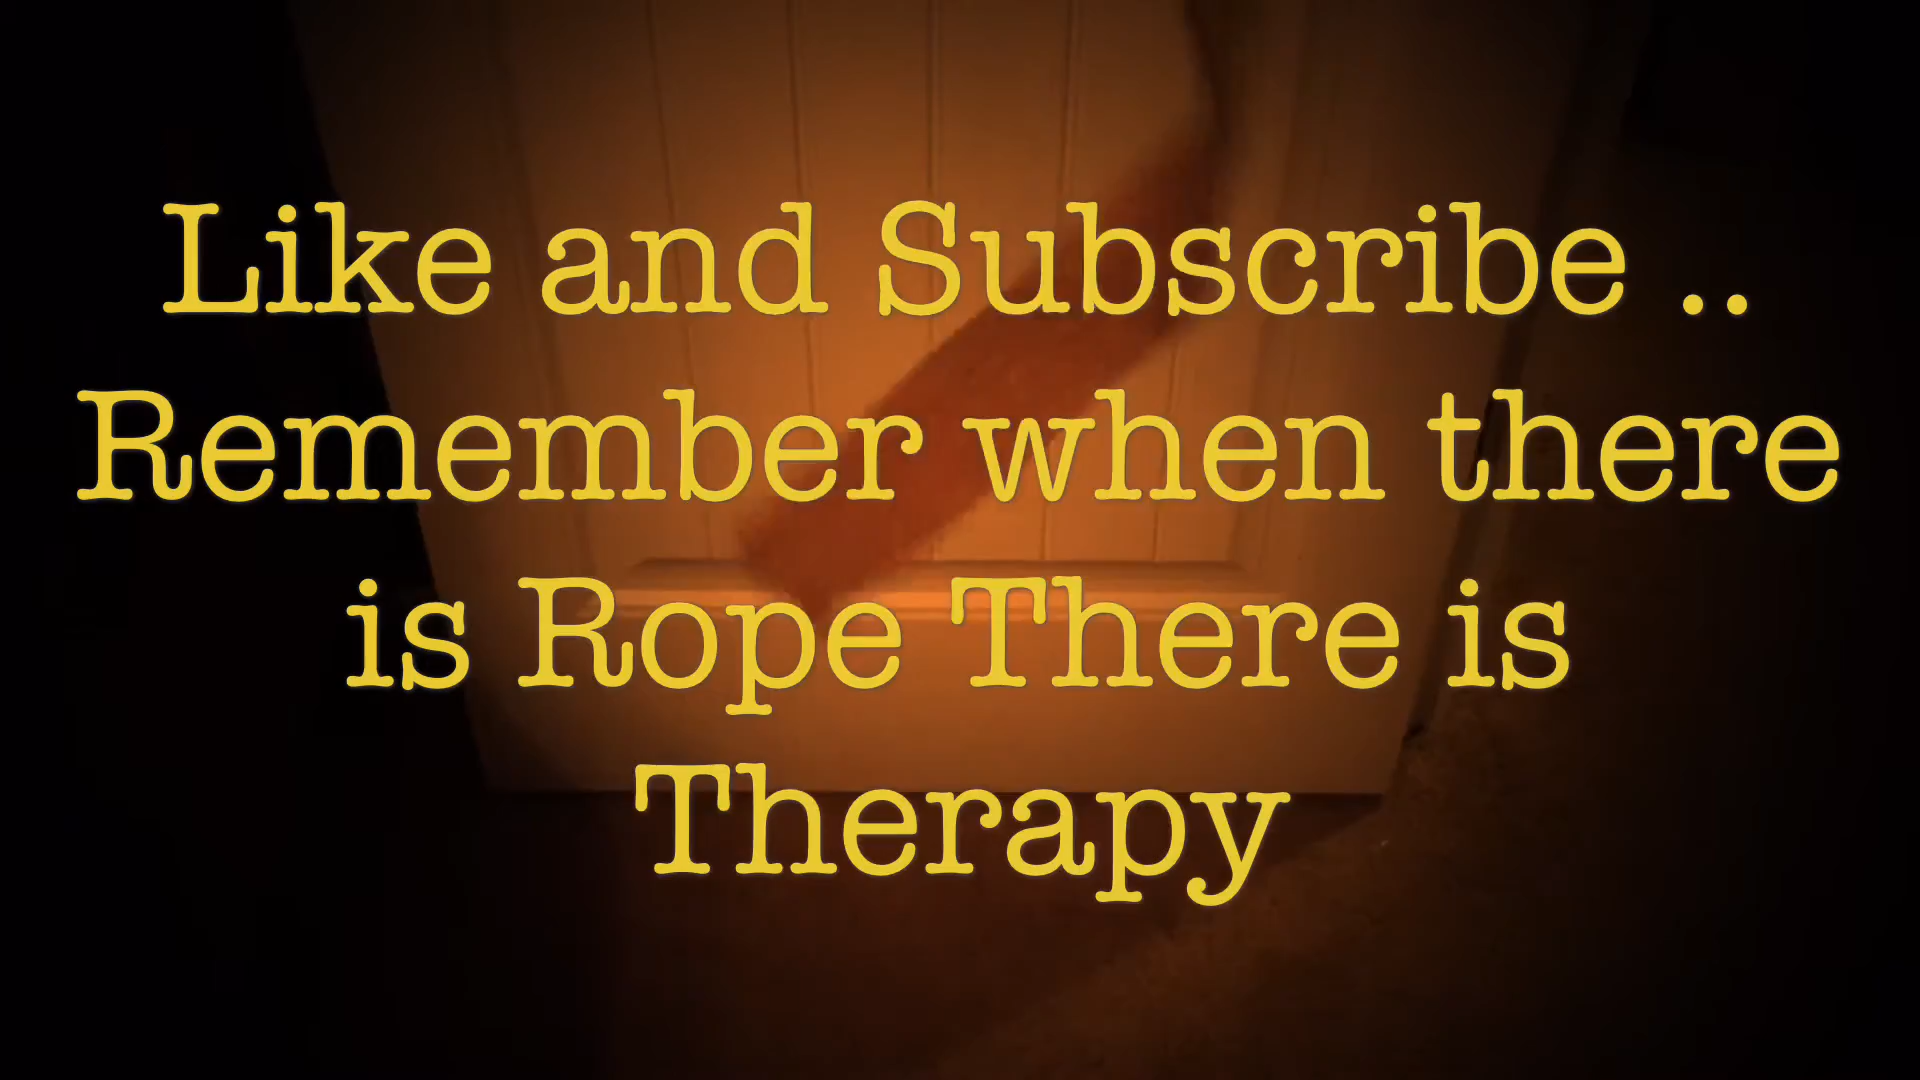 Like and Subscribe ..
Remember when there
is Rope There is
Therapy